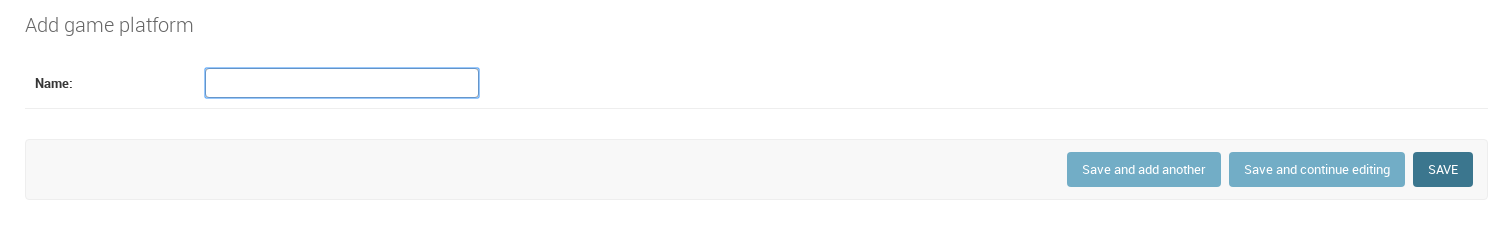 Add game platform
Name:
Save and add another
Save and continue editing
SAVE